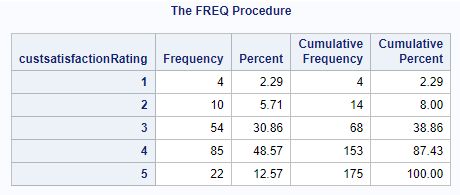 The FREQ Procedure
Cumulative Cumulative
custsatisfactionRating Frequency Percent Frequency Percent
1 4 2.29 4 2.29
2 10 5.71 14 8.00
3 54 30.86 68 38.86
4 85 48.57 153 87.43
5 22 12.57 175 100.00